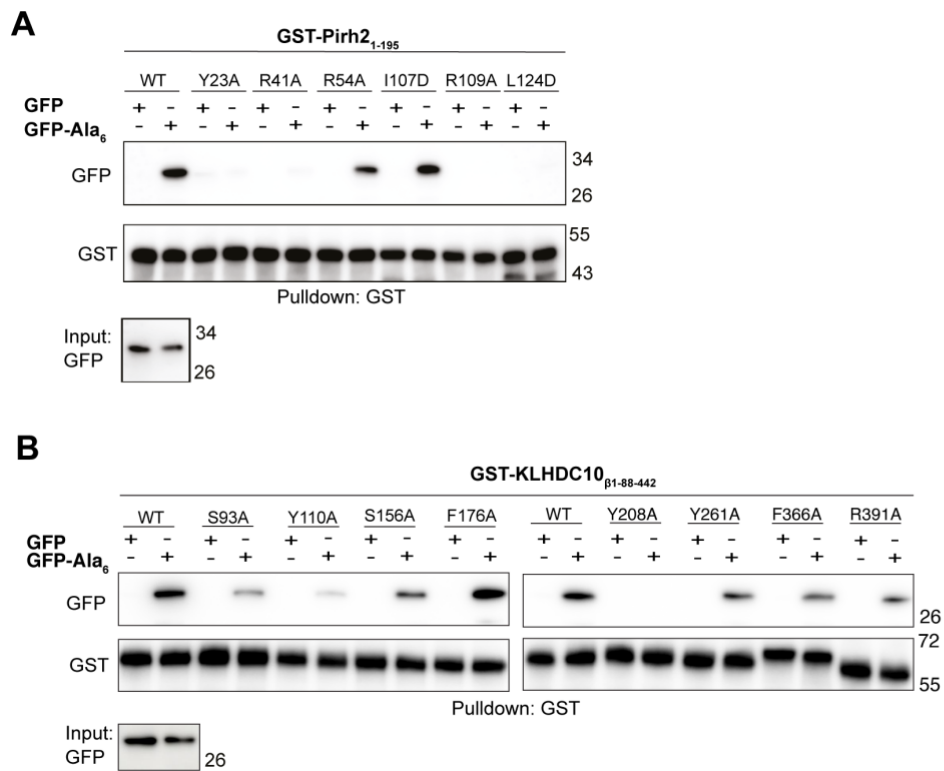 A
GST-Pirh2₁₋₁₉₅
WT Y23A R41A R54A I107D R109A L124D
GFP + - + - + - + - + - + - + -
GFP-Ala₆ - + - + - + - + - + - + - +
GFP 34
26
GST 55
43
Pulldown: GST
Input: 34
GFP 26
B
GST-KLHDC10β1-88-442
WT S93A Y110A S156A F176A WT Y208A Y261A F366A R391A
GFP + - + - + - + - + - + - + - + - + - + -
GFP-Ala₆ - + - + - + - + - + - + - + - + - + - +
GFP 26
GST 72
55
Pulldown: GST
Input:
GFP 26